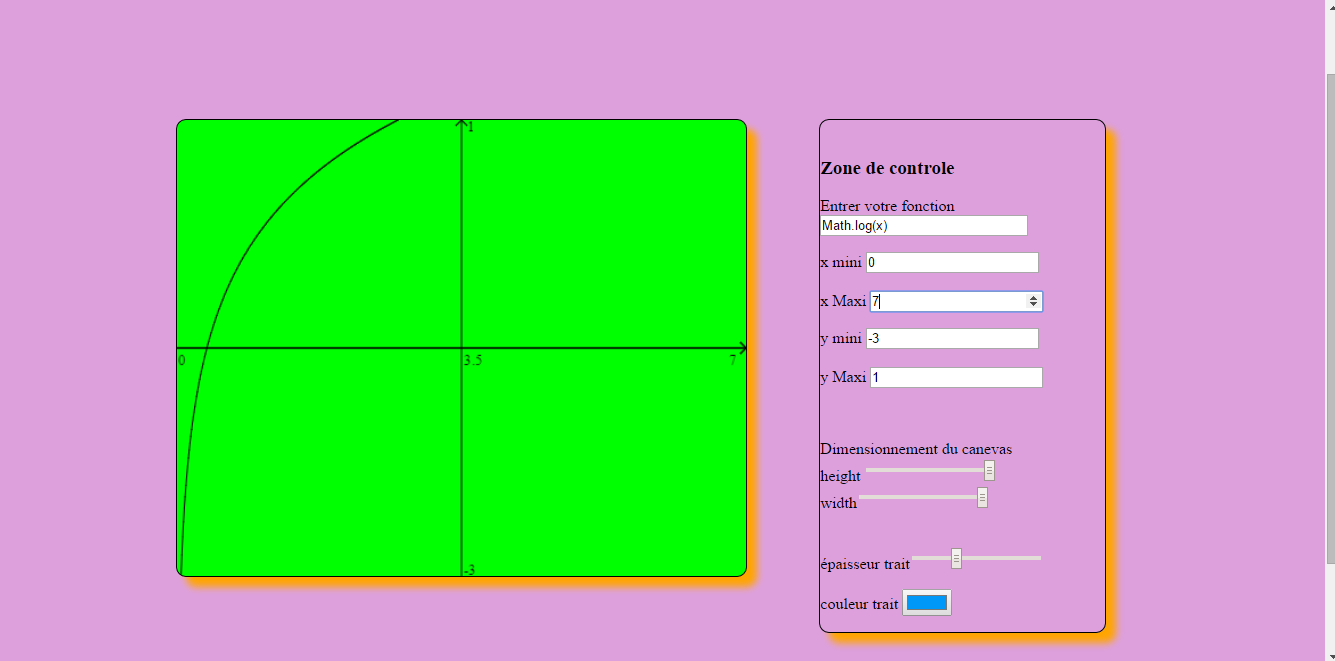 1
0
3.5
7
-3
Zone de controle
Entrer votre fonction
Math.log(x)
x mini 0
x Maxi 7
y mini -3
y Maxi 1
Dimensionnement du canevas
height
width
épaisseur trait
couleur trait